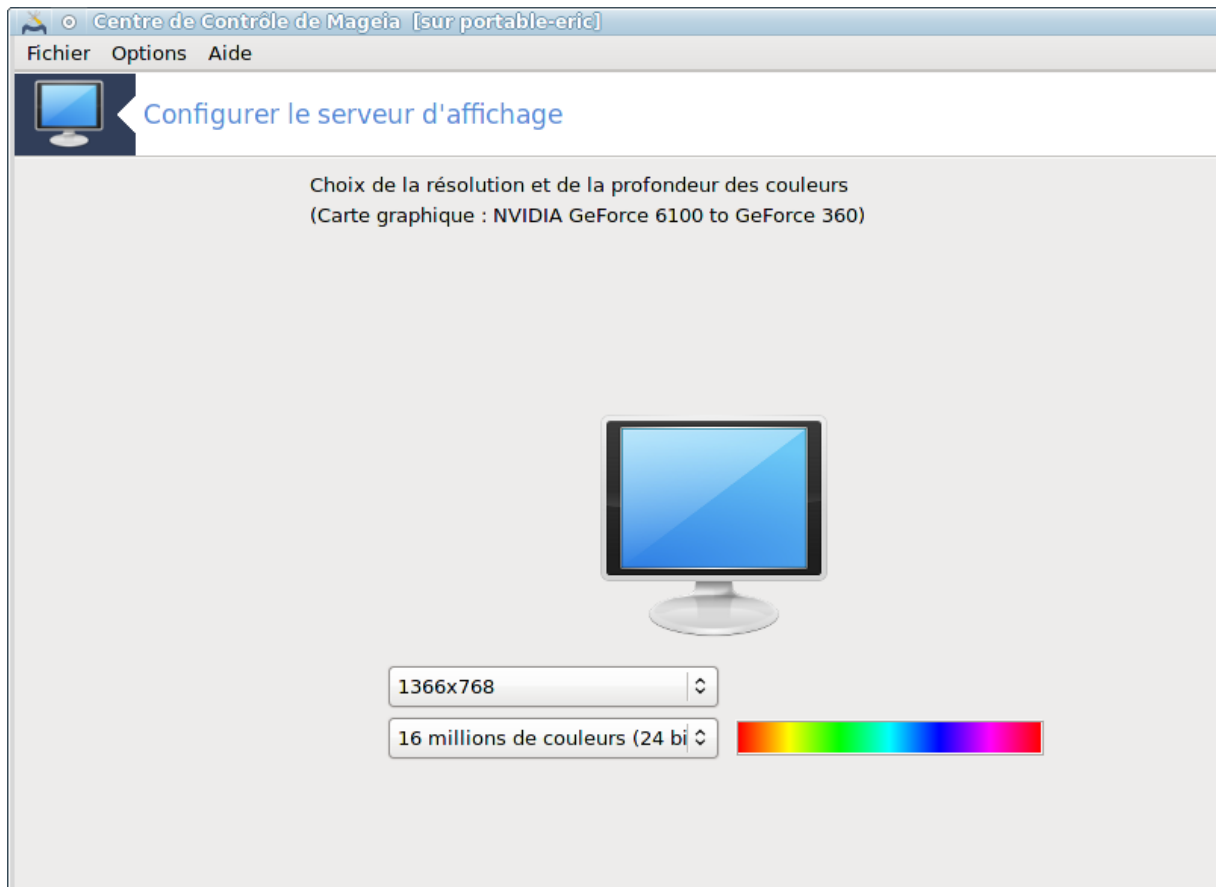 Centre de Contrôle de Mageia [sur portable-eric]
Fichier Options Aide
Configurer le serveur d'affichage
Choix de la résolution et de la profondeur des couleurs
(Carte graphique : NVIDIA GeForce 6100 to GeForce 360)
1366x768
16 millions de couleurs (24 bi